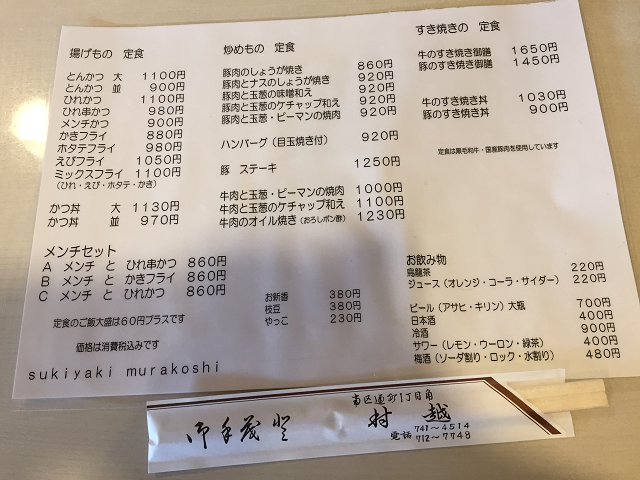 揚げもの 定食
とんかつ 大 1100円
とんかつ 並 900円
ひれかつ 1100円
ひれ串かつ 980円
メンチかつ 900円
かきフライ 880円
ホタテフライ 980円
えびフライ 1050円
ミックスフライ 1100円
(ひれ・えび・ホタテ・かき)
かつ丼 大 1130円
かつ丼 並 970円
メンチセット
A メンチ と ひれ串かつ 860円
B メンチ と かきフライ 860円
C メンチ と ひれかつ 860円
定食のご飯大盛は60円プラスです
価格は消費税込みです
sukiyaki murakoshi
炒めもの 定食
豚肉のしょうが焼き 860円
豚肉とナスのしょうが焼き 920円
豚肉と玉葱の味噌和え 920円
豚肉と玉葱のケチャップ和え 920円
豚肉と玉葱・ピーマンの焼肉 920円
ハンバーグ(目玉焼き付) 920円
豚 ステーキ 1250円
牛肉と玉葱・ピーマンの焼肉 1000円
牛肉と玉葱のケチャップ和え 1100円
牛肉のオイル焼き(おろしポン酢) 1230円
お新香 380円
枝豆 380円
やっこ 230円
すき焼きの 定食
牛のすき焼き御膳 1650円
豚のすき焼き御膳 1450円
牛のすき焼き丼 1030円
豚のすき焼き丼 900円
定食は黒毛和牛・国産豚肉を使用しています
お飲み物
烏龍茶 220円
ジュース(オレンジ・コーラ・サイダー) 220円
ビール(アサヒ・キリン)大瓶 700円
日本酒 400円
冷酒 900円
サワー(レモン・ウーロン・緑茶) 400円
梅酒(ソーダ割り・ロック・水割り) 480円
御手茂登
南区通町1丁目角
村越
電話 741~4514
712~7748